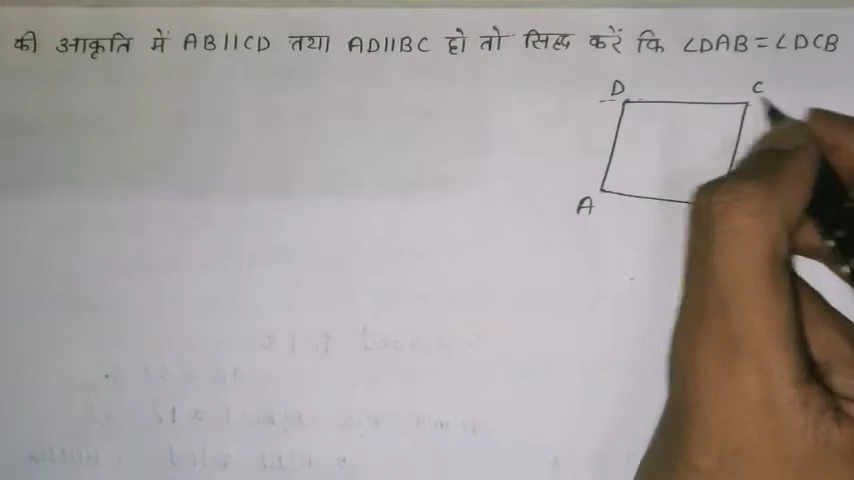 की आकृति में AB||CD तथा AD||BC हो तो सिद्ध करें कि ∠DAB=∠DCB
D C
A